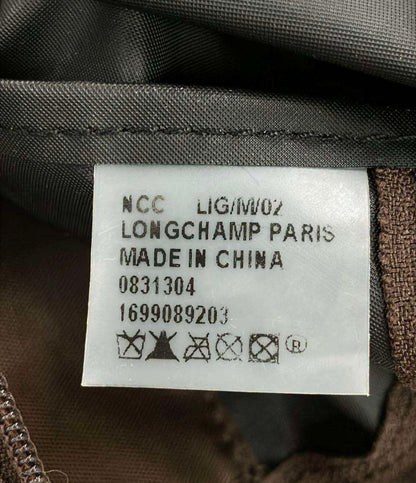 NCC LIG/M/02
LONGCHAMP PARIS
MADE IN CHINA
0831304
1699089203
®